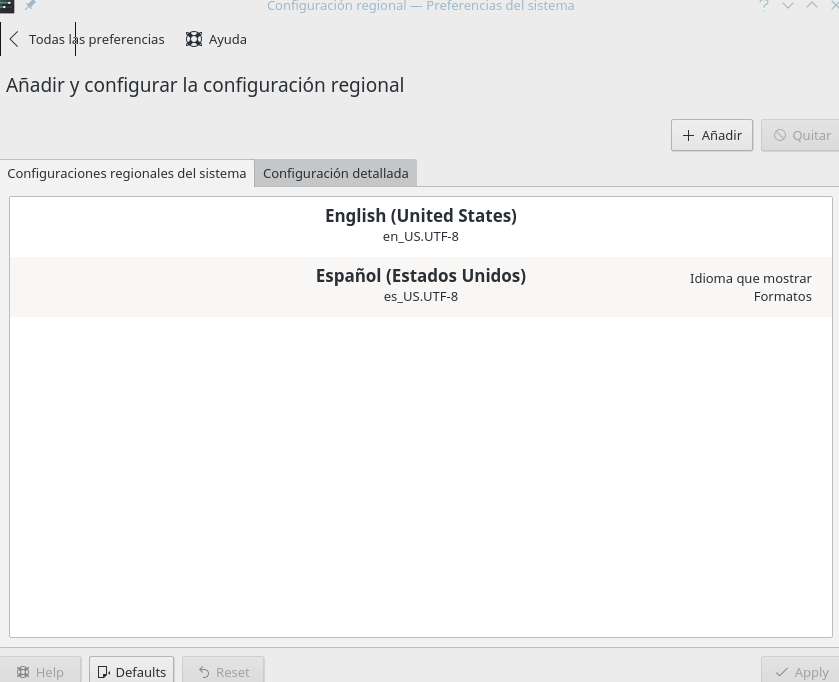 Configuración regional — Preferencias del sistema
Todas las preferencias Ayuda
Añadir y configurar la configuración regional
Añadir Quitar
Configuraciones regionales del sistema Configuración detallada
English (United States)
en_US.UTF-8
Español (Estados Unidos)
es_US.UTF-8
Idioma que mostrar
Formatos
Help Defaults Reset Apply